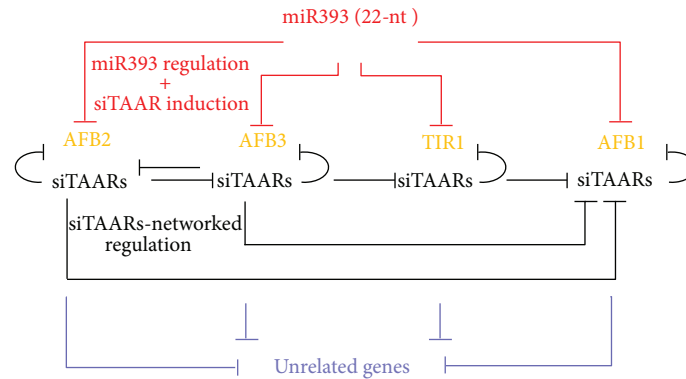 miR393 (22-nt )
miR393 regulation
+
siTAAR induction
AFB2 AFB3 TIR1 AFB1
siTAARs siTAARs siTAARs siTAARs
siTAARs-networked
regulation
Unrelated genes